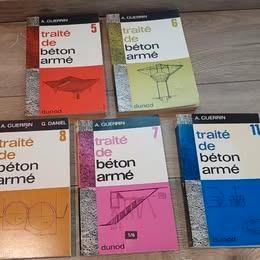 A. GUERRIN
5
traité
de
béton
armé
dunod
A. GUERRIN
6
traité
de
béton
armé
dunod
A. GUERRIN G. DANIEL
8
traité
de
béton
armé
A. GUERRIN
7
traité
de
béton
armé
dunod
A. GUERRIN
11
traité
de
béton
armé
dunod